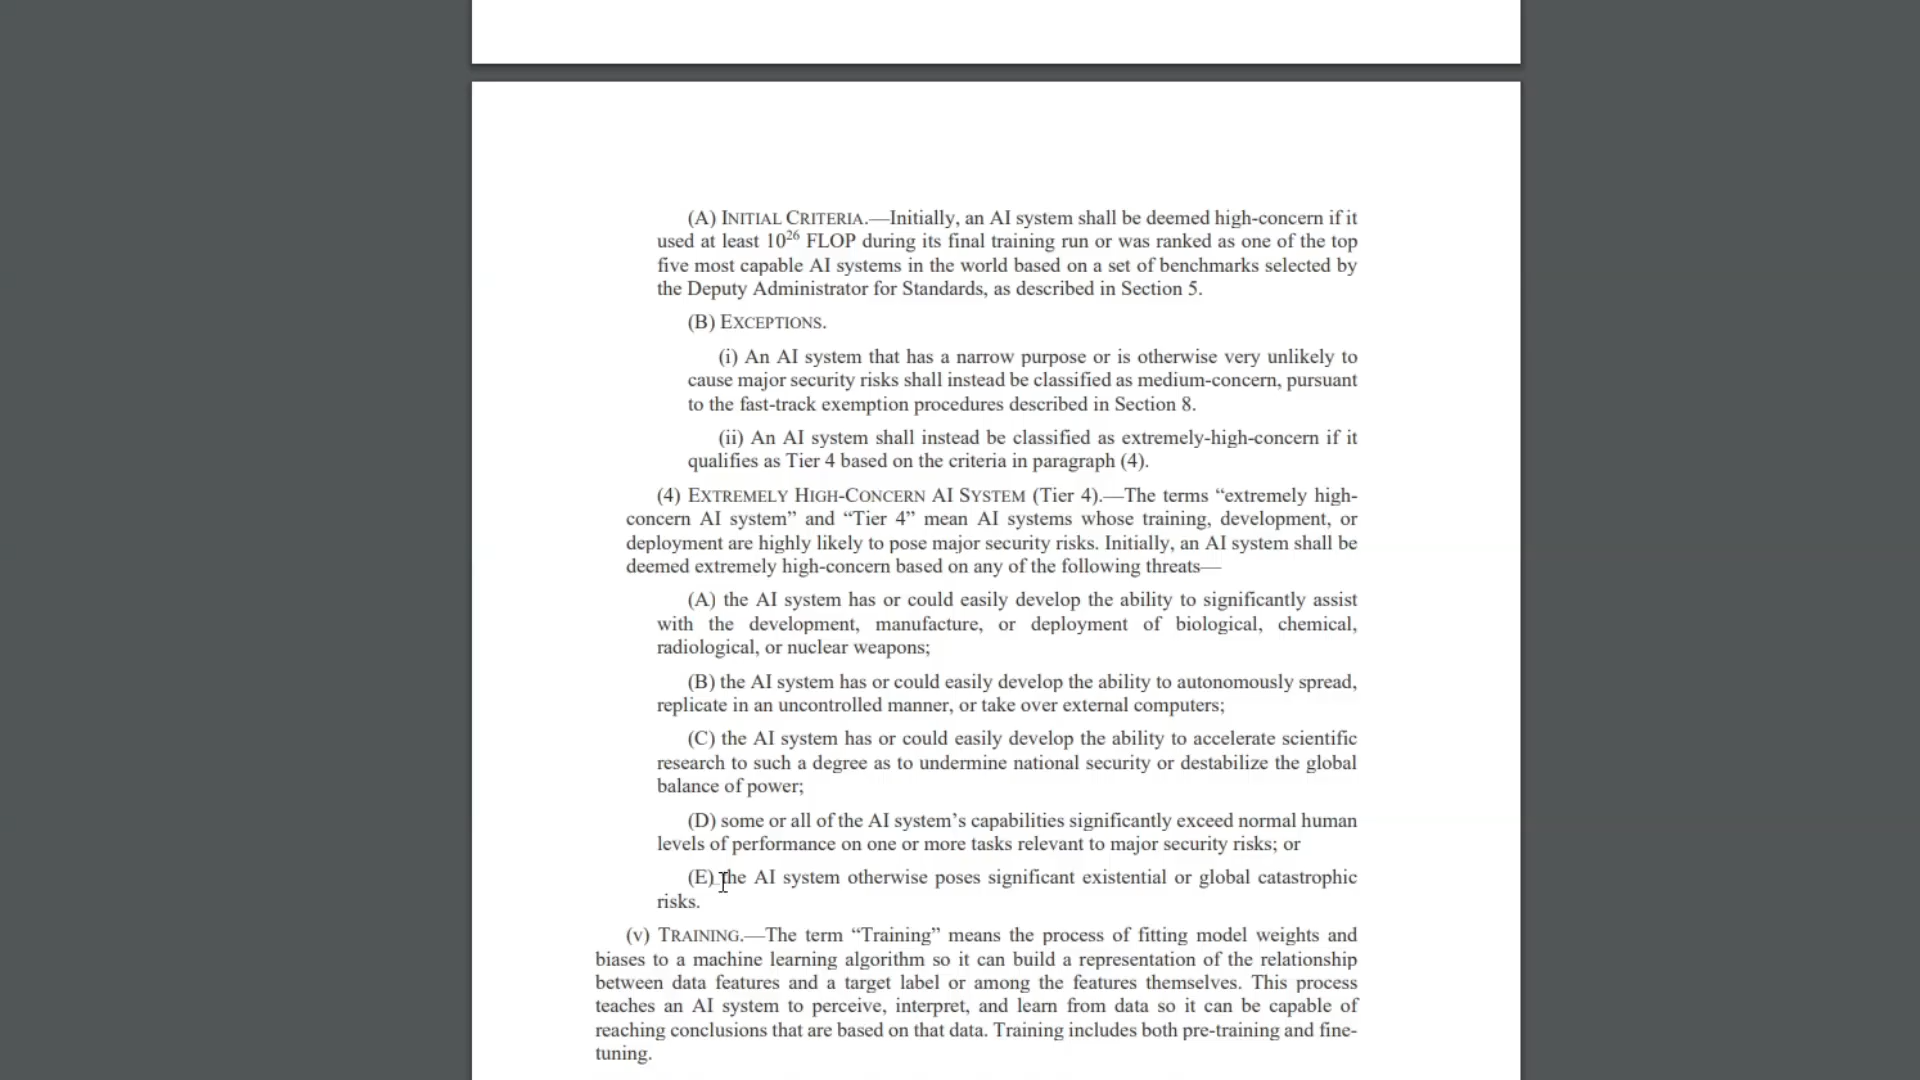 (A) INITIAL CRITERIA.—Initially, an AI system shall be deemed high-concern if it
used at least 10²⁶ FLOP during its final training run or was ranked as one of the top
five most capable AI systems in the world based on a set of benchmarks selected by
the Deputy Administrator for Standards, as described in Section 5.
(B) EXCEPTIONS.
(i) An AI system that has a narrow purpose or is otherwise very unlikely to
cause major security risks shall instead be classified as medium-concern, pursuant
to the fast-track exemption procedures described in Section 8.
(ii) An AI system shall instead be classified as extremely-high-concern if it
qualifies as Tier 4 based on the criteria in paragraph (4).
(4) EXTREMELY HIGH-CONCERN AI SYSTEM (Tier 4).—The terms “extremely high-
concern AI system” and “Tier 4” mean AI systems whose training, development, or
deployment are highly likely to pose major security risks. Initially, an AI system shall be
deemed extremely high-concern based on any of the following threats—
(A) the AI system has or could easily develop the ability to significantly assist
with the development, manufacture, or deployment of biological, chemical,
radiological, or nuclear weapons;
(B) the AI system has or could easily develop the ability to autonomously spread,
replicate in an uncontrolled manner, or take over external computers;
(C) the AI system has or could easily develop the ability to accelerate scientific
research to such a degree as to undermine national security or destabilize the global
balance of power;
(D) some or all of the AI system’s capabilities significantly exceed normal human
levels of performance on one or more tasks relevant to major security risks; or
(E) the AI system otherwise poses significant existential or global catastrophic
risks.
(v) TRAINING.—The term “Training” means the process of fitting model weights and
biases to a machine learning algorithm so it can build a representation of the relationship
between data features and a target label or among the features themselves. This process
teaches an AI system to perceive, interpret, and learn from data so it can be capable of
reaching conclusions that are based on that data. Training includes both pre-training and fine-
tuning.